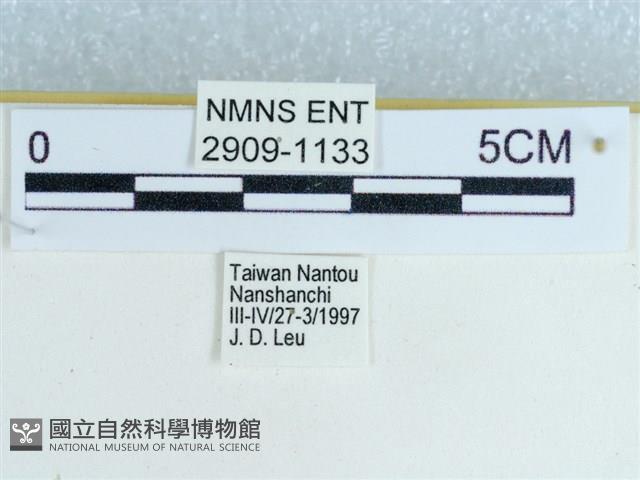 NMNS ENT
2909-1133
0 5CM
Taiwan Nantou
Nanshanchi
III-IV/27-3/1997
J. D. Leu
國立自然科學博物館
NATIONAL MUSEUM OF NATURAL SCIENCE